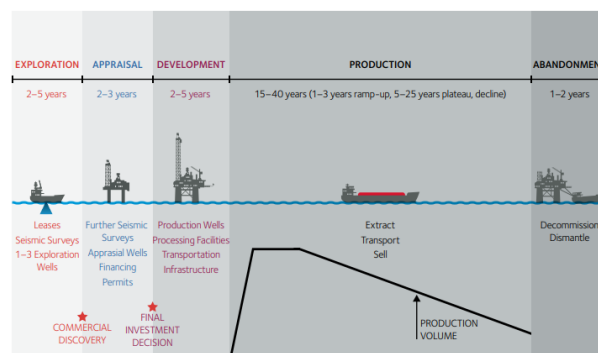 EXPLORATION
APPRAISAL
DEVELOPMENT
PRODUCTION
ABANDONMEN
2–5 years
2–3 years
2–5 years
15–40 years (1–3 years ramp–up, 5–25 years plateau, decline)
1–2 years
Leases
Seismic Surveys
1–3 Exploration
Wells
Further Seismic
Surveys
Apprasial Wells
Financing
Permits
Production Wells
Processing Facilities
Transportation
Infrastructure
Extract
Transport
Sell
Decommission
Dismantle
COMMERCIAL
DISCOVERY
FINAL
INVESTMENT
DECISION
PRODUCTION
VOLUME